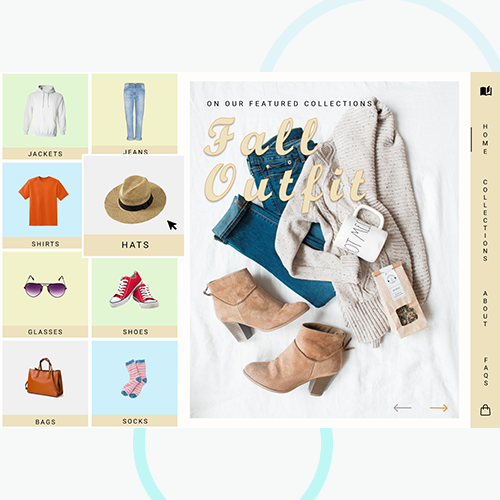 ON OUR FEATURED COLLECTIONS
Fall
Outfit
JACKETS
JEANS
SHIRTS
HATS
GLASSES
SHOES
BAGS
SOCKS
HOME
COLLECTIONS
ABOUT
FAQS